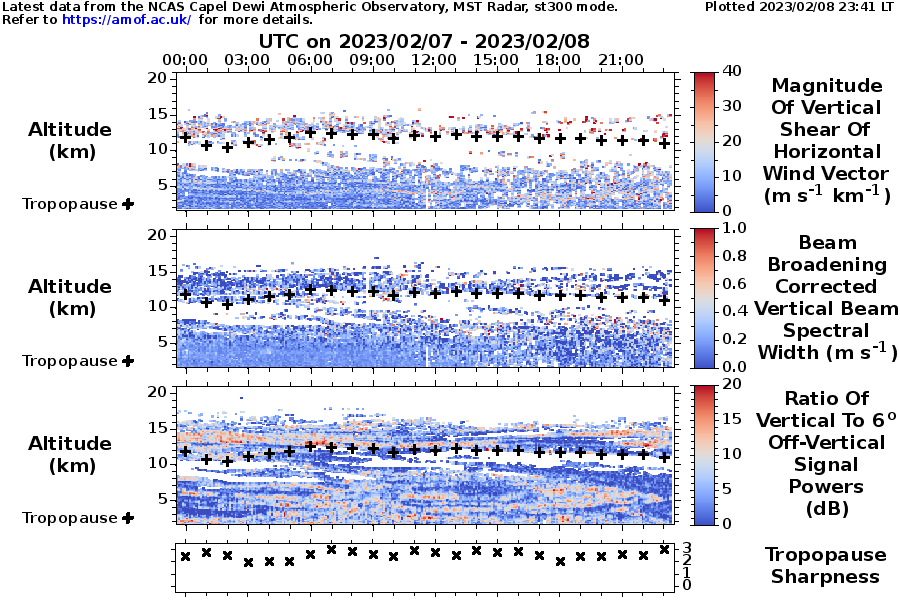 Latest data from the NCAS Capel Dewi Atmospheric Observatory, MST Radar, st300 mode.
Plotted 2023/02/08 23:41 LT
Refer to https://amof.ac.uk/ for more details.
UTC on 2023/02/07 - 2023/02/08
00:00 03:00 06:00 09:00 12:00 15:00 18:00 21:00
20
15
10
5
Altitude
(km)
Tropopause +
40
30
20
10
0
Magnitude
Of Vertical
Shear Of
Horizontal
Wind Vector
(m s-1 km-1)
20
15
10
5
Altitude
(km)
Tropopause +
1.0
0.8
0.6
0.4
0.2
0.0
Beam
Broadening
Corrected
Vertical Beam
Spectral
Width (m s-1)
20
15
10
5
Altitude
(km)
Tropopause +
20
15
10
5
0
Ratio Of
Vertical To 6o
Off-Vertical
Signal
Powers
(dB)
3
2
1
0
Tropopause
Sharpness